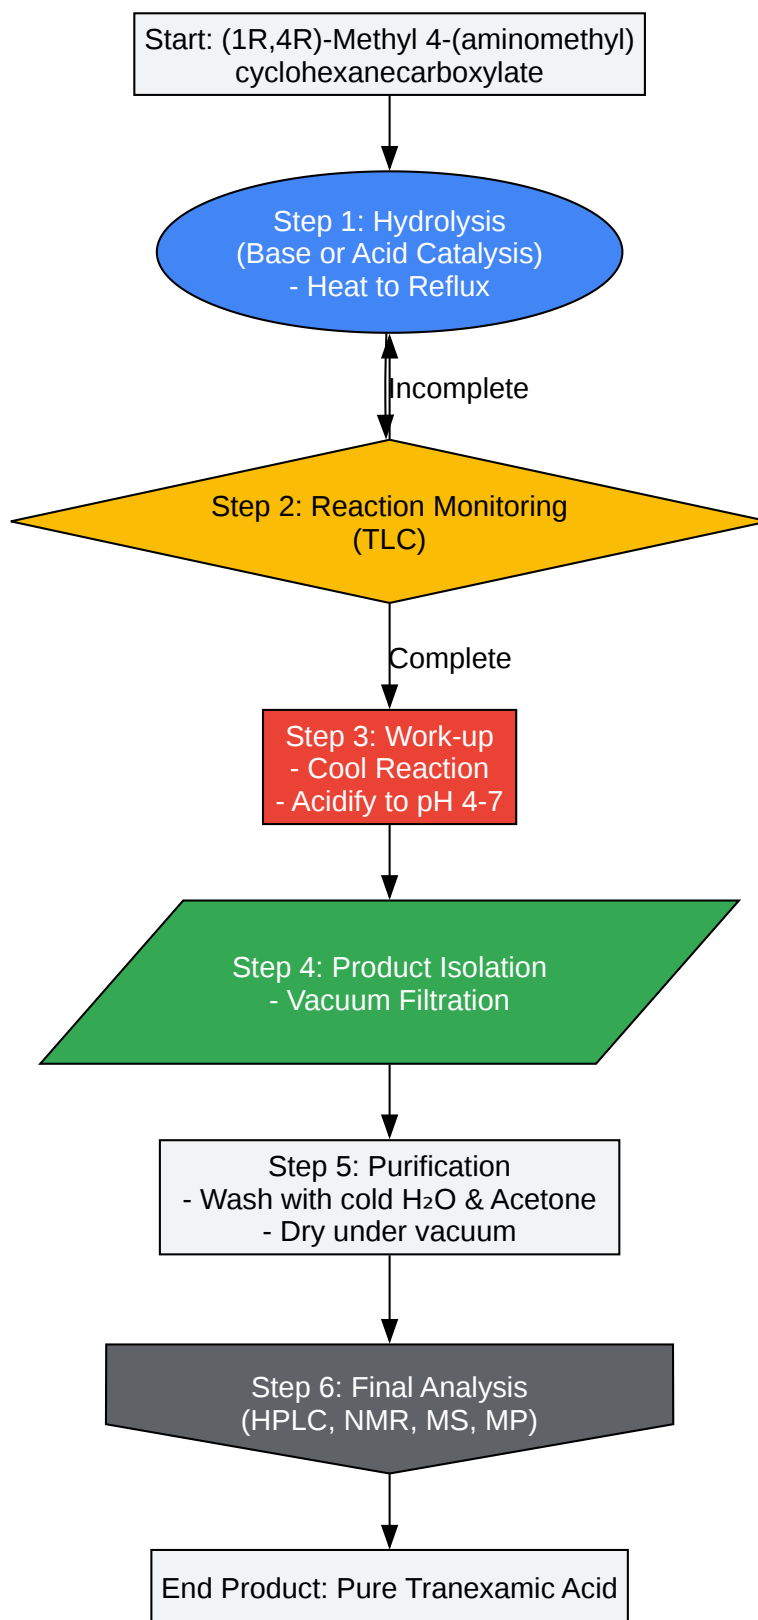 Start: (1R,4R)-Methyl 4-(aminomethyl)
cyclohexanecarboxylate
Step 1: Hydrolysis
(Base or Acid Catalysis)
- Heat to Reflux
Incomplete
Step 2: Reaction Monitoring
(TLC)
Complete
Step 3: Work-up
- Cool Reaction
- Acidify to pH 4-7
Step 4: Product Isolation
- Vacuum Filtration
Step 5: Purification
- Wash with cold H₂O & Acetone
- Dry under vacuum
Step 6: Final Analysis
(HPLC, NMR, MS, MP)
End Product: Pure Tranexamic Acid